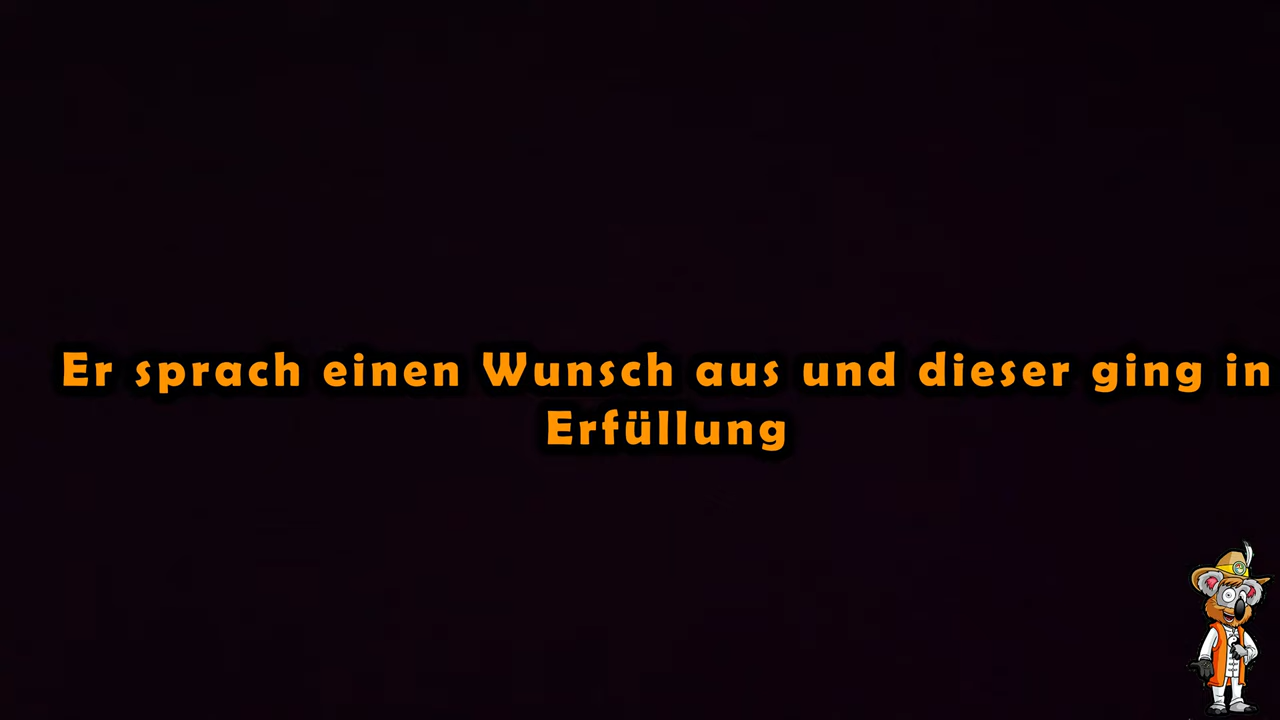 Er sprach einen Wunsch aus und dieser ging in
Erfüllung